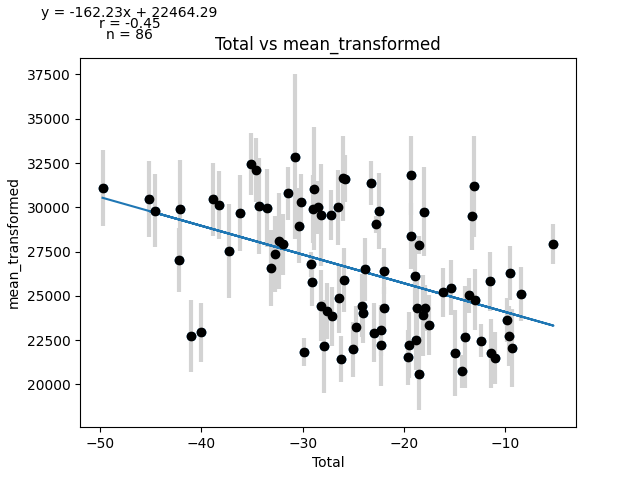 y = -162.23x + 22464.29
r = -0.45
n = 86
Total vs mean_transformed
37500
35000
32500
30000
27500
25000
22500
20000
mean_transformed
−50
−40
−30
−20
−10
Total